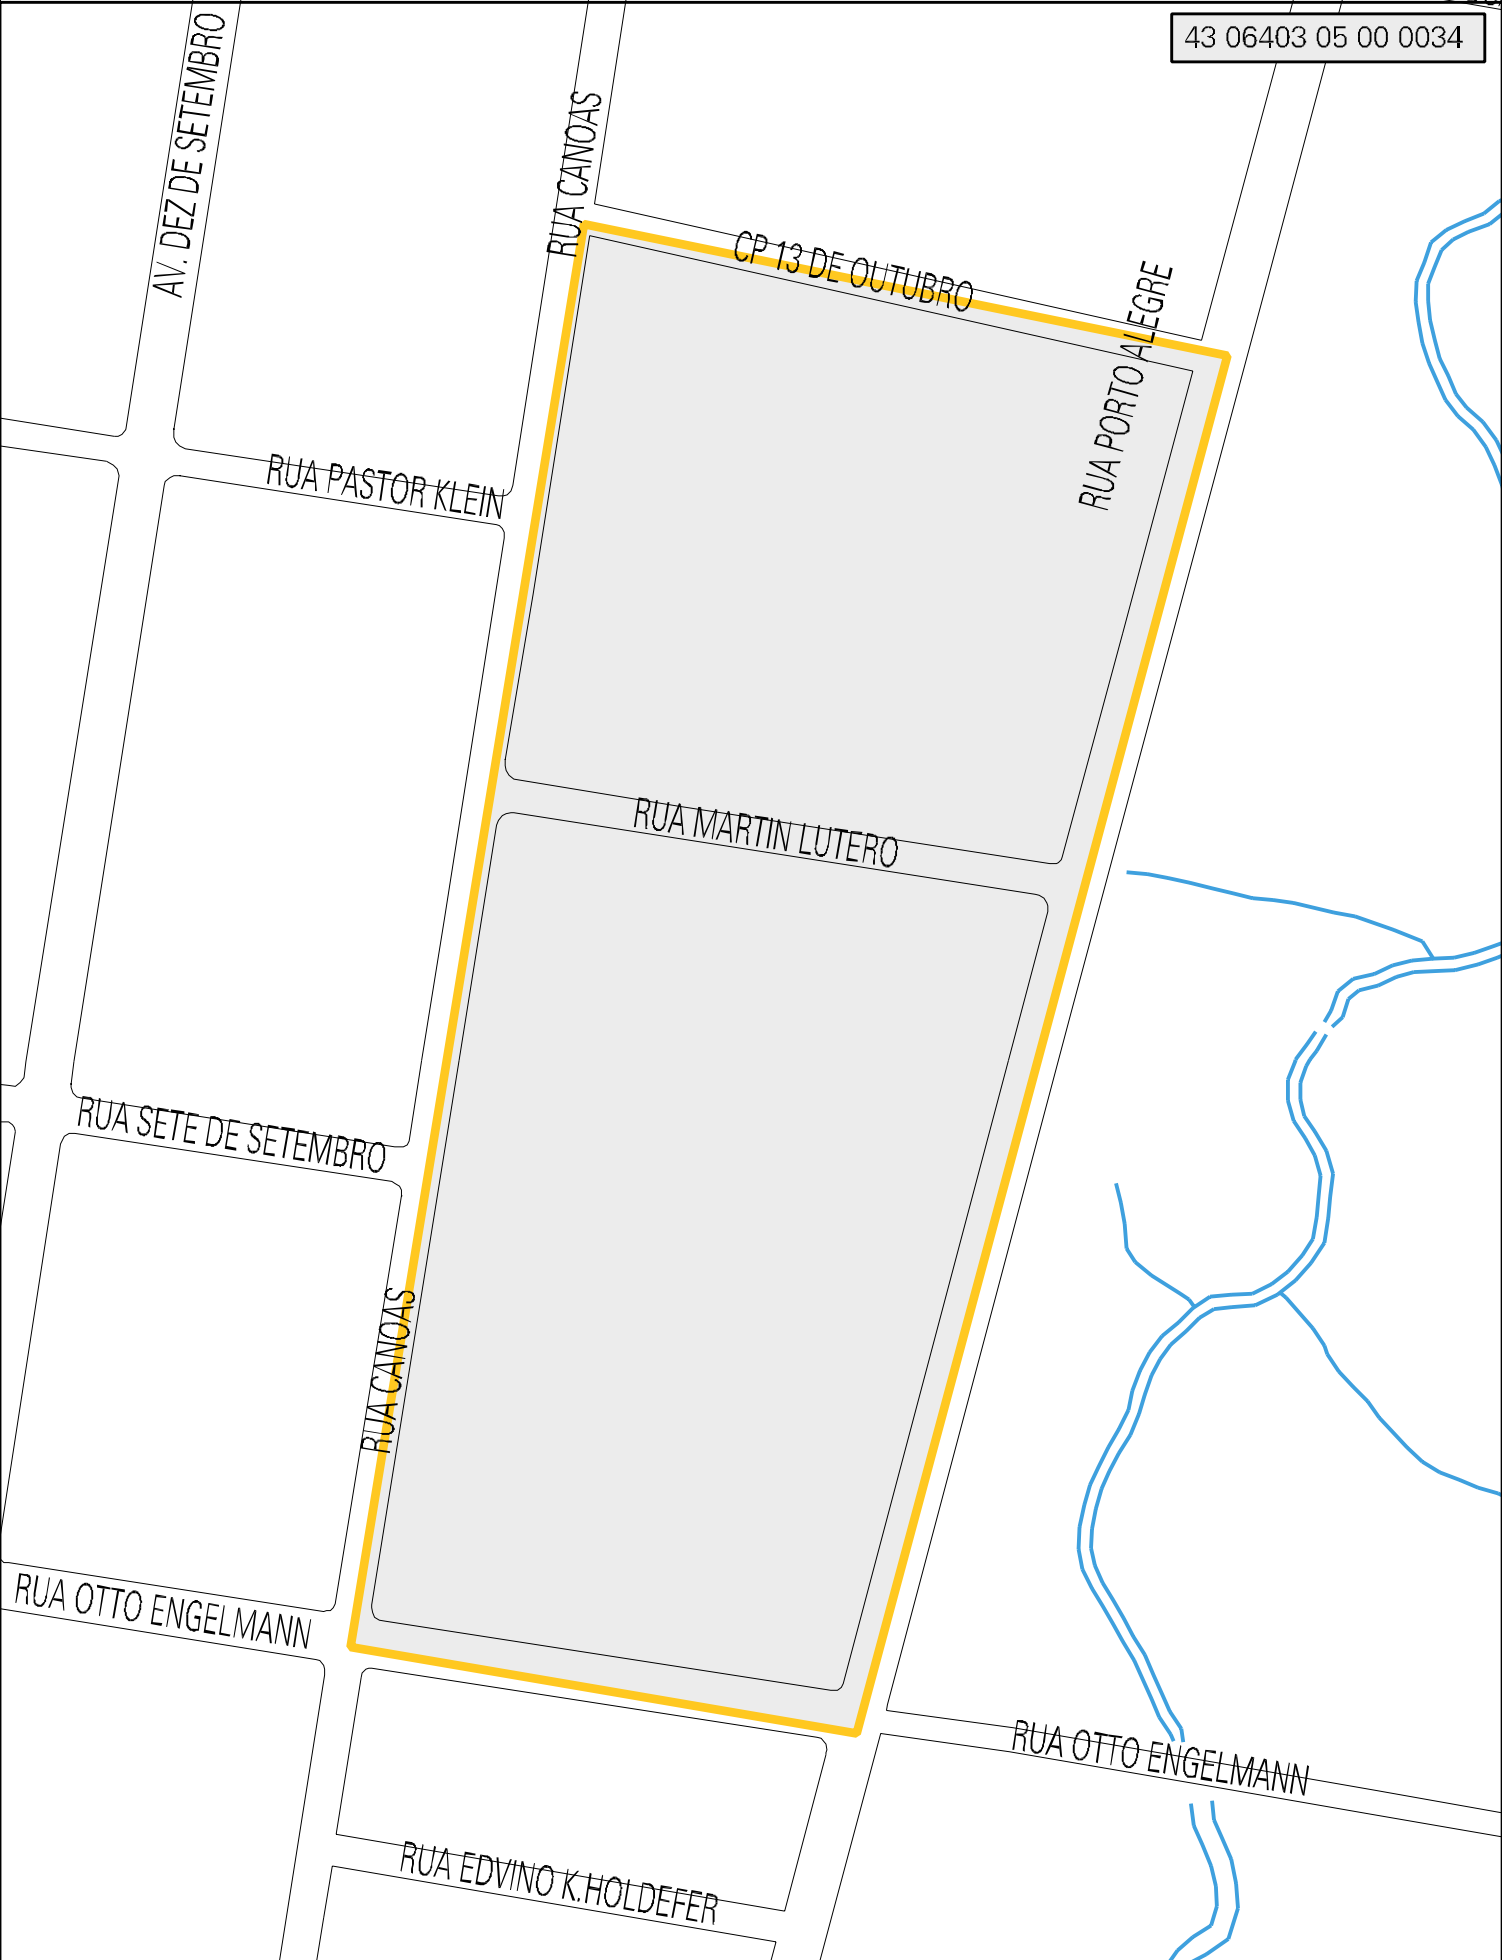 43 06403 05 00 0034
AV. DEZ DE SETEMBRO
RUA CANOAS
CP 13 DE OUTUBRO
RUA PORTO ALEGRE
RUA PASTOR KLEIN
RUA MARTIN LUTERO
RUA SETE DE SETEMBRO
RUA CANOAS
RUA OTTO ENGELMANN
RUA OTTO ENGELMANN
RUA EDVINO K.HOLDEFER